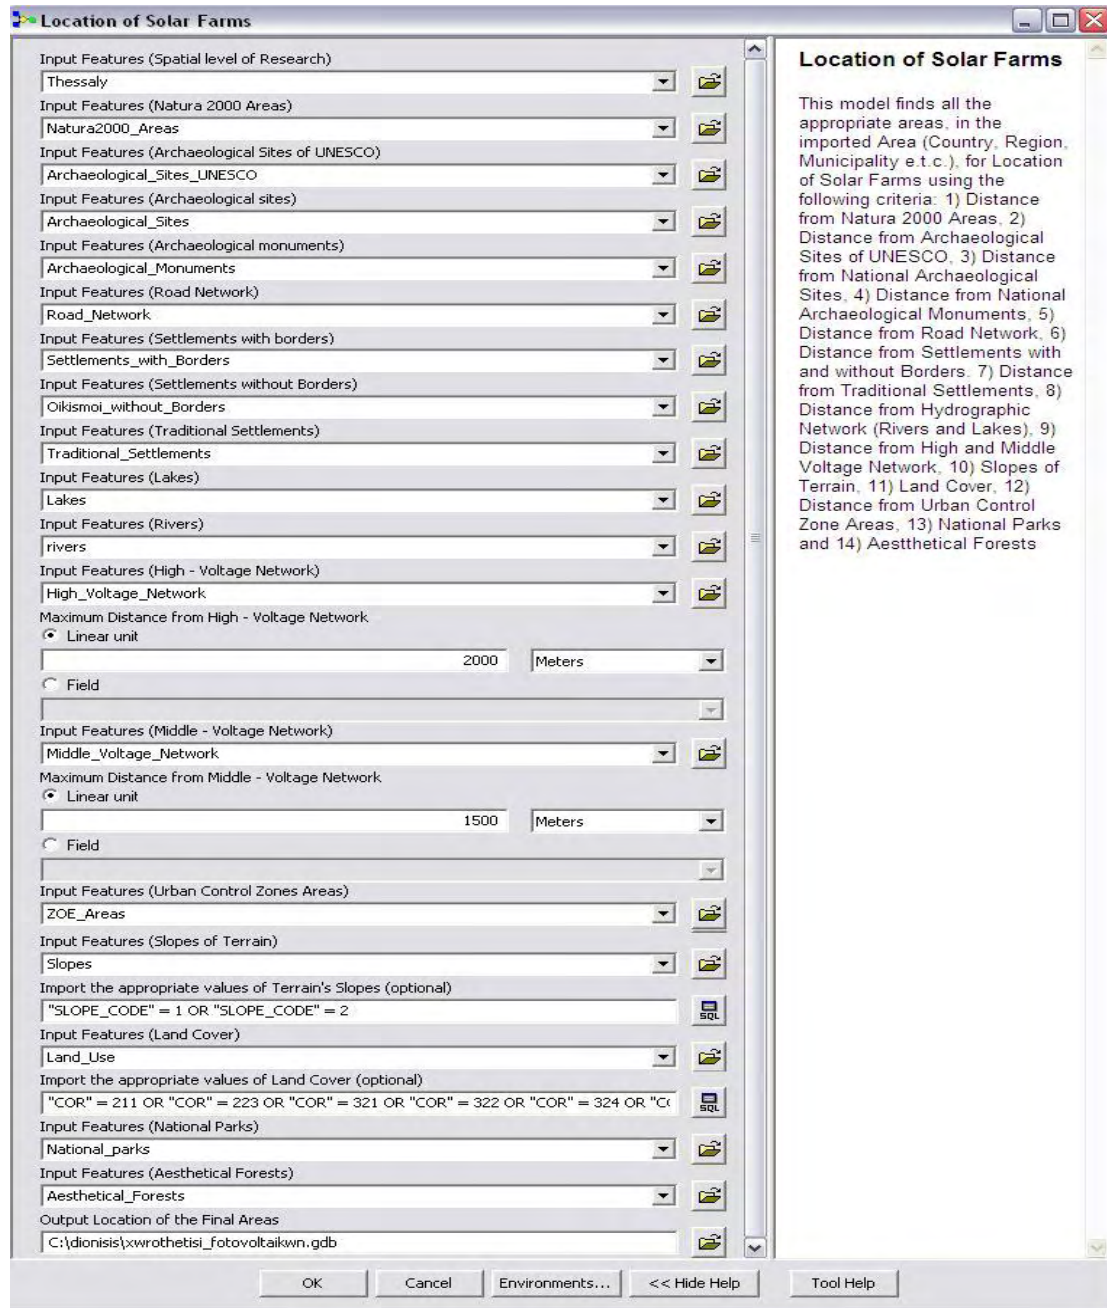 Location of Solar Farms
Input Features (Spatial level of Research)
Thessaly
Input Features (Natura 2000 Areas)
Natura2000_Areas
Input Features (Archaeological Sites of UNESCO)
Archaeological_Sites_UNESCO
Input Features (Archaeological sites)
Archaeological_Sites
Input Features (Archaeological monuments)
Archaeological_Monuments
Input Features (Road Network)
Road_Network
Input Features (Settlements with borders)
Settlements_with_Borders
Input Features (Settlements without Borders)
Oikismoi_without_Borders
Input Features (Traditional Settlements)
Traditional_Settlements
Input Features (Lakes)
Lakes
Input Features (Rivers)
rivers
Input Features (High - Voltage Network)
High_Voltage_Network
Maximum Distance from High - Voltage Network
Linear unit
2000 Meters
Field
Input Features (Middle - Voltage Network)
Middle_Voltage_Network
Maximum Distance from Middle - Voltage Network
Linear unit
1500 Meters
Field
Input Features (Urban Control Zones Areas)
ZOE_Areas
Input Features (Slopes of Terrain)
Slopes
Import the appropriate values of Terrain's Slopes (optional)
"SLOPE_CODE" = 1 OR "SLOPE_CODE" = 2
SQL
Input Features (Land Cover)
Land_Use
Import the appropriate values of Land Cover (optional)
"COR" = 211 OR "COR" = 223 OR "COR" = 321 OR "COR" = 322 OR "COR" = 324 OR "CO
SQL
Input Features (National Parks)
National_parks
Input Features (Aesthetical Forests)
Aesthetical_Forests
Output Location of the Final Areas
C:\dionisis\xwrothetisi_fotovoltaikwn.gdb
Location of Solar Farms
This model finds all the
appropriate areas, in the
imported Area (Country, Region,
Municipality e.t.c.), for Location
of Solar Farms using the
following criteria: 1) Distance
from Natura 2000 Areas, 2)
Distance from Archaeological
Sites of UNESCO, 3) Distance
from National Archaeological
Sites, 4) Distance from National
Archaeological Monuments, 5)
Distance from Road Network, 6)
Distance from Settlements with
and without Borders. 7) Distance
from Traditional Settlements, 8)
Distance from Hydrographic
Network (Rivers and Lakes), 9)
Distance from High and Middle
Voltage Network, 10) Slopes of
Terrain, 11) Land Cover, 12)
Distance from Urban Control
Zone Areas, 13) National Parks
and 14) Aestthetical Forests
OK Cancel Environments... << Hide Help Tool Help